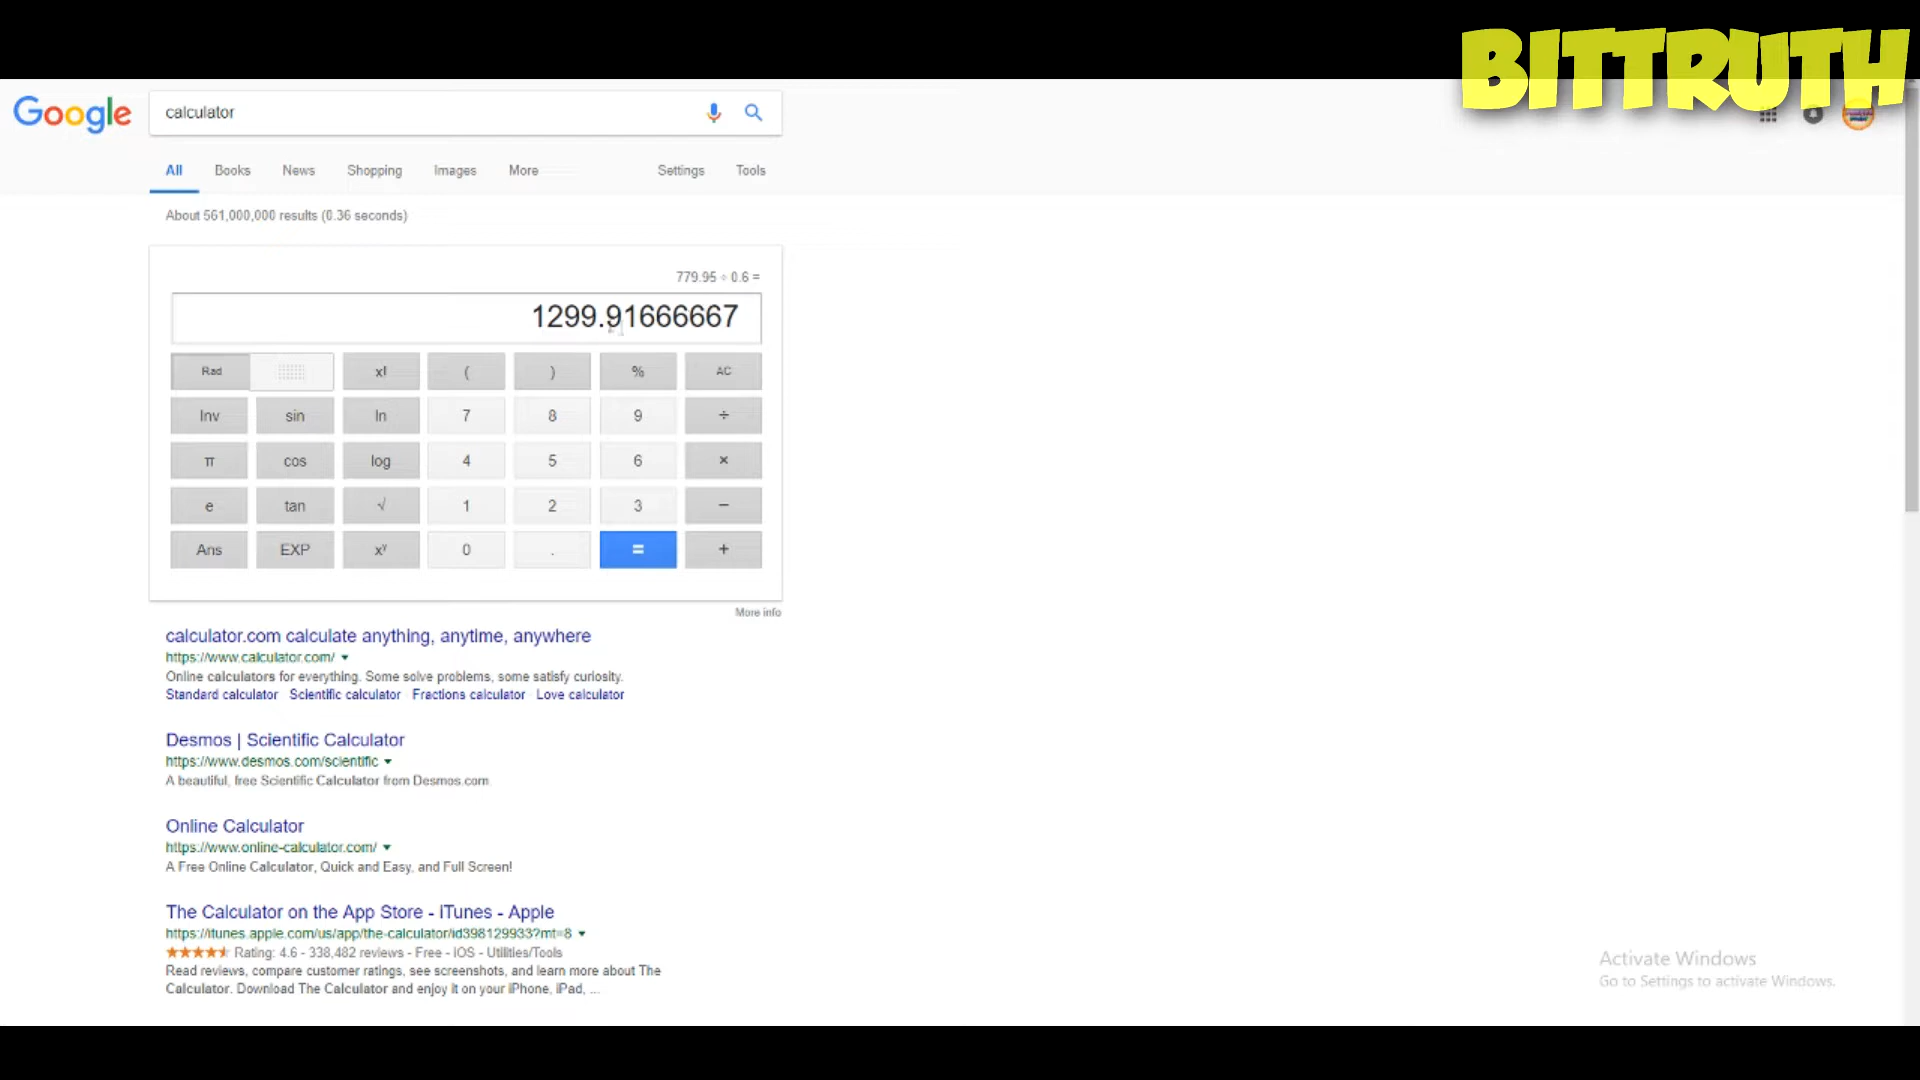 BITTRUTH
Google
calculator
All Books News Shopping Images More Settings Tools
About 561,000,000 results (0.36 seconds)
779.95 ÷ 0.6 =
1299.91666667
Rad x! ( ) % AC
Inv sin ln 7 8 9 ÷
π cos log 4 5 6 ×
e tan √ 1 2 3 −
Ans EXP xʸ 0 . = +
More info
calculator.com calculate anything, anytime, anywhere
https://www.calculator.com/
Online calculators for everything. Some solve problems, some satisfy curiosity.
Standard calculator Scientific calculator Fractions calculator Love calculator
Desmos | Scientific Calculator
https://www.desmos.com/scientific
A beautiful, free Scientific Calculator from Desmos.com.
Online Calculator
https://www.online-calculator.com/
A Free Online Calculator, Quick and Easy, and Full Screen!
The Calculator on the App Store - iTunes - Apple
https://itunes.apple.com/us/app/the-calculator/id398129933?mt=8
Rating: 4.6 - 338,482 reviews - Free - iOS - Utilities/Tools
Read reviews, compare customer ratings, see screenshots, and learn more about The
Calculator. Download The Calculator and enjoy it on your iPhone, iPad, ...
Activate Windows
Go to Settings to activate Windows.